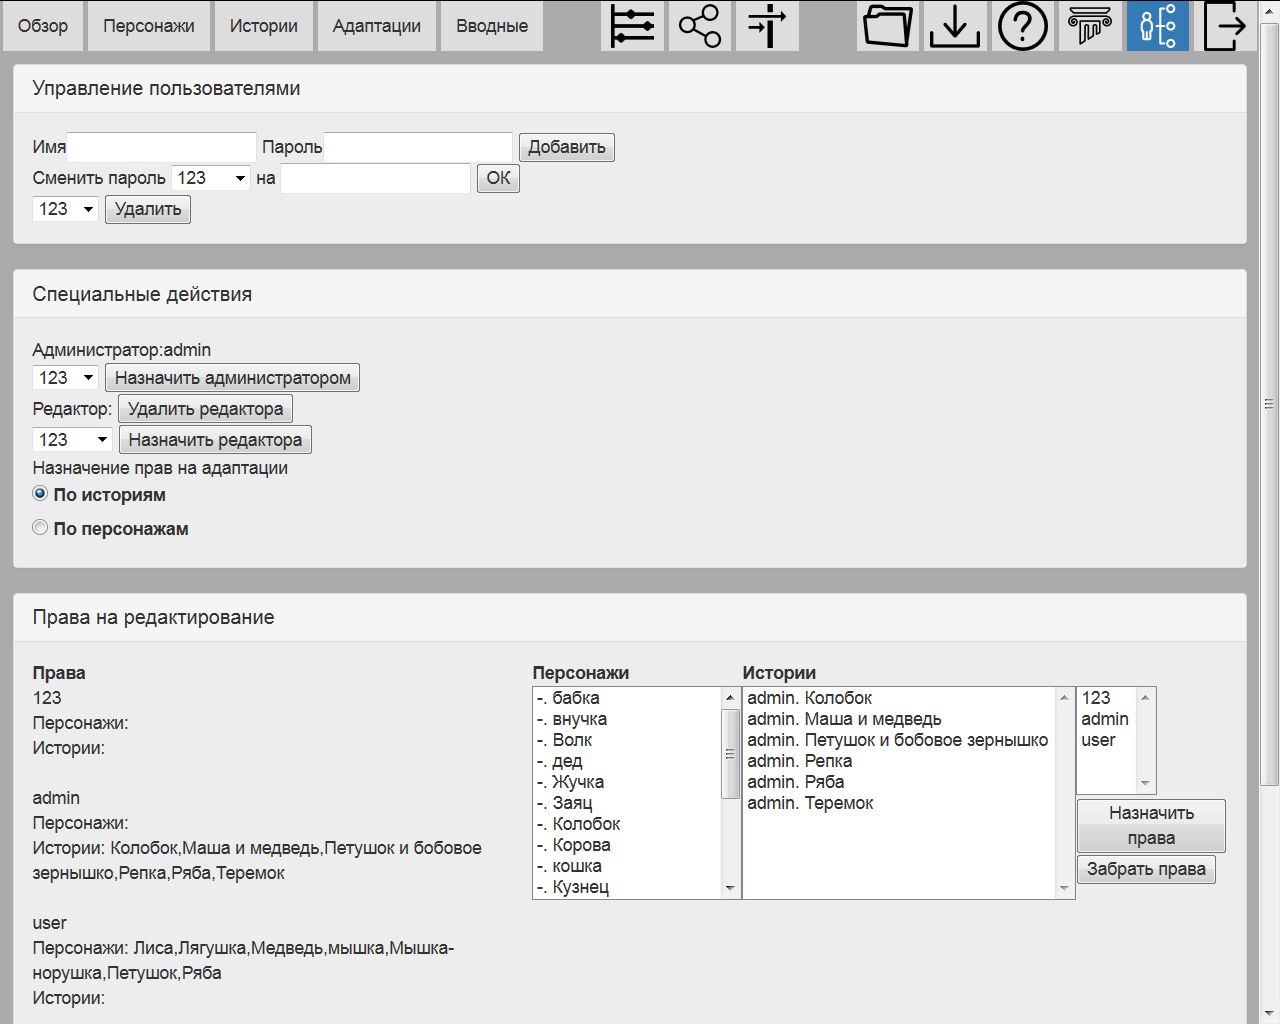 Обзор Персонажи Истории Адаптации Вводные
Управление пользователями
Имя Пароль Добавить
Сменить пароль 123 на ОК
123 Удалить
Специальные действия
Администратор:admin
123 Назначить администратором
Редактор: Удалить редактора
123 Назначить редактора
Назначение прав на адаптации
По историям
По персонажам
Права на редактирование
Права
123
Персонажи:
Истории:
admin
Персонажи:
Истории: Колобок,Маша и медведь,Петушок и бобовое
зернышко,Репка,Ряба,Теремок
user
Персонажи: Лиса,Лягушка,Медведь,мышка,Мышка-
норушка,Петушок,Ряба
Истории:
Персонажи
-. бабка
-. внучка
-. Волк
-. дед
-. Жучка
-. Заяц
-. Колобок
-. Корова
-. кошка
-. Кузнец
Истории
admin. Колобок
admin. Маша и медведь
admin. Петушок и бобовое зернышко
admin. Репка
admin. Ряба
admin. Теремок
123
admin
user
Назначить
права
Забрать права